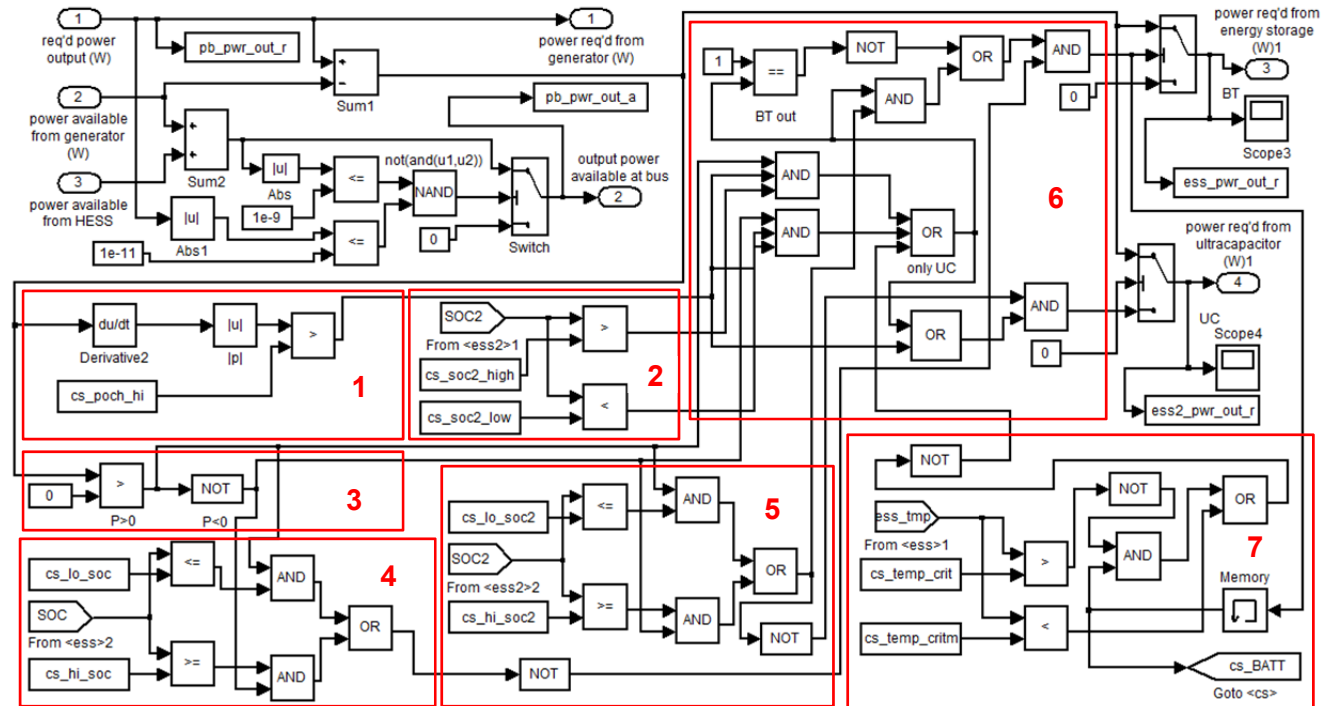 1
req'd power
output (W)
pb_pwr_out_r
1
power req'd from
generator (W)
2
power available
from generator
(W)
+
−
Sum1
3
power available
from HESS
+
+
Sum2
|u|
Abs
1e-9
<=
not(and(u1,u2))
NAND
|u|
Abs1
1e-11
<=
0
Switch
pb_pwr_out_a
output power
available at bus
2
du/dt
Derivative2
|u|
|p|
>
cs_poch_hi
1
SOC2
From <ess2>1
cs_soc2_high
>
cs_soc2_low
<
2
0
>
P>0
NOT
P<0
3
cs_lo_soc
<=
SOC
From <ess>2
cs_hi_soc
>=
AND
AND
OR
4
NOT
cs_lo_soc2
<=
SOC2
From <ess2>2
cs_hi_soc2
>=
AND
AND
OR
NOT
5
1
==
BT out
NOT
AND
OR
AND
AND
AND
OR
only UC
OR
AND
0
6
0
power req'd from
energy storage
(W)1
3
BT
Scope3
ess_pwr_out_r
power req'd from
ultracapacitor
(W)1
4
UC
Scope4
ess2_pwr_out_r
NOT
ess_tmp
From <ess>1
cs_temp_crit
>
cs_temp_critm
<
NOT
AND
OR
7
Memory
cs_BATT
Goto <cs>